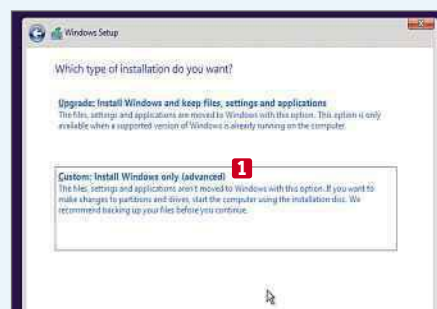 Windows Setup
Which type of installation do you want?
Upgrade: Install Windows and keep files, settings and applications
The files, settings and applications are moved to Windows with this option. This option is only
available when a supported version of Windows is already running on the computer.
Custom: Install Windows only (advanced) 1
The files, settings and applications aren't moved to Windows with this option. If you want to
make changes to partitions and drives, start the computer using the installation disc. We
recommend backing up your files before you continue.